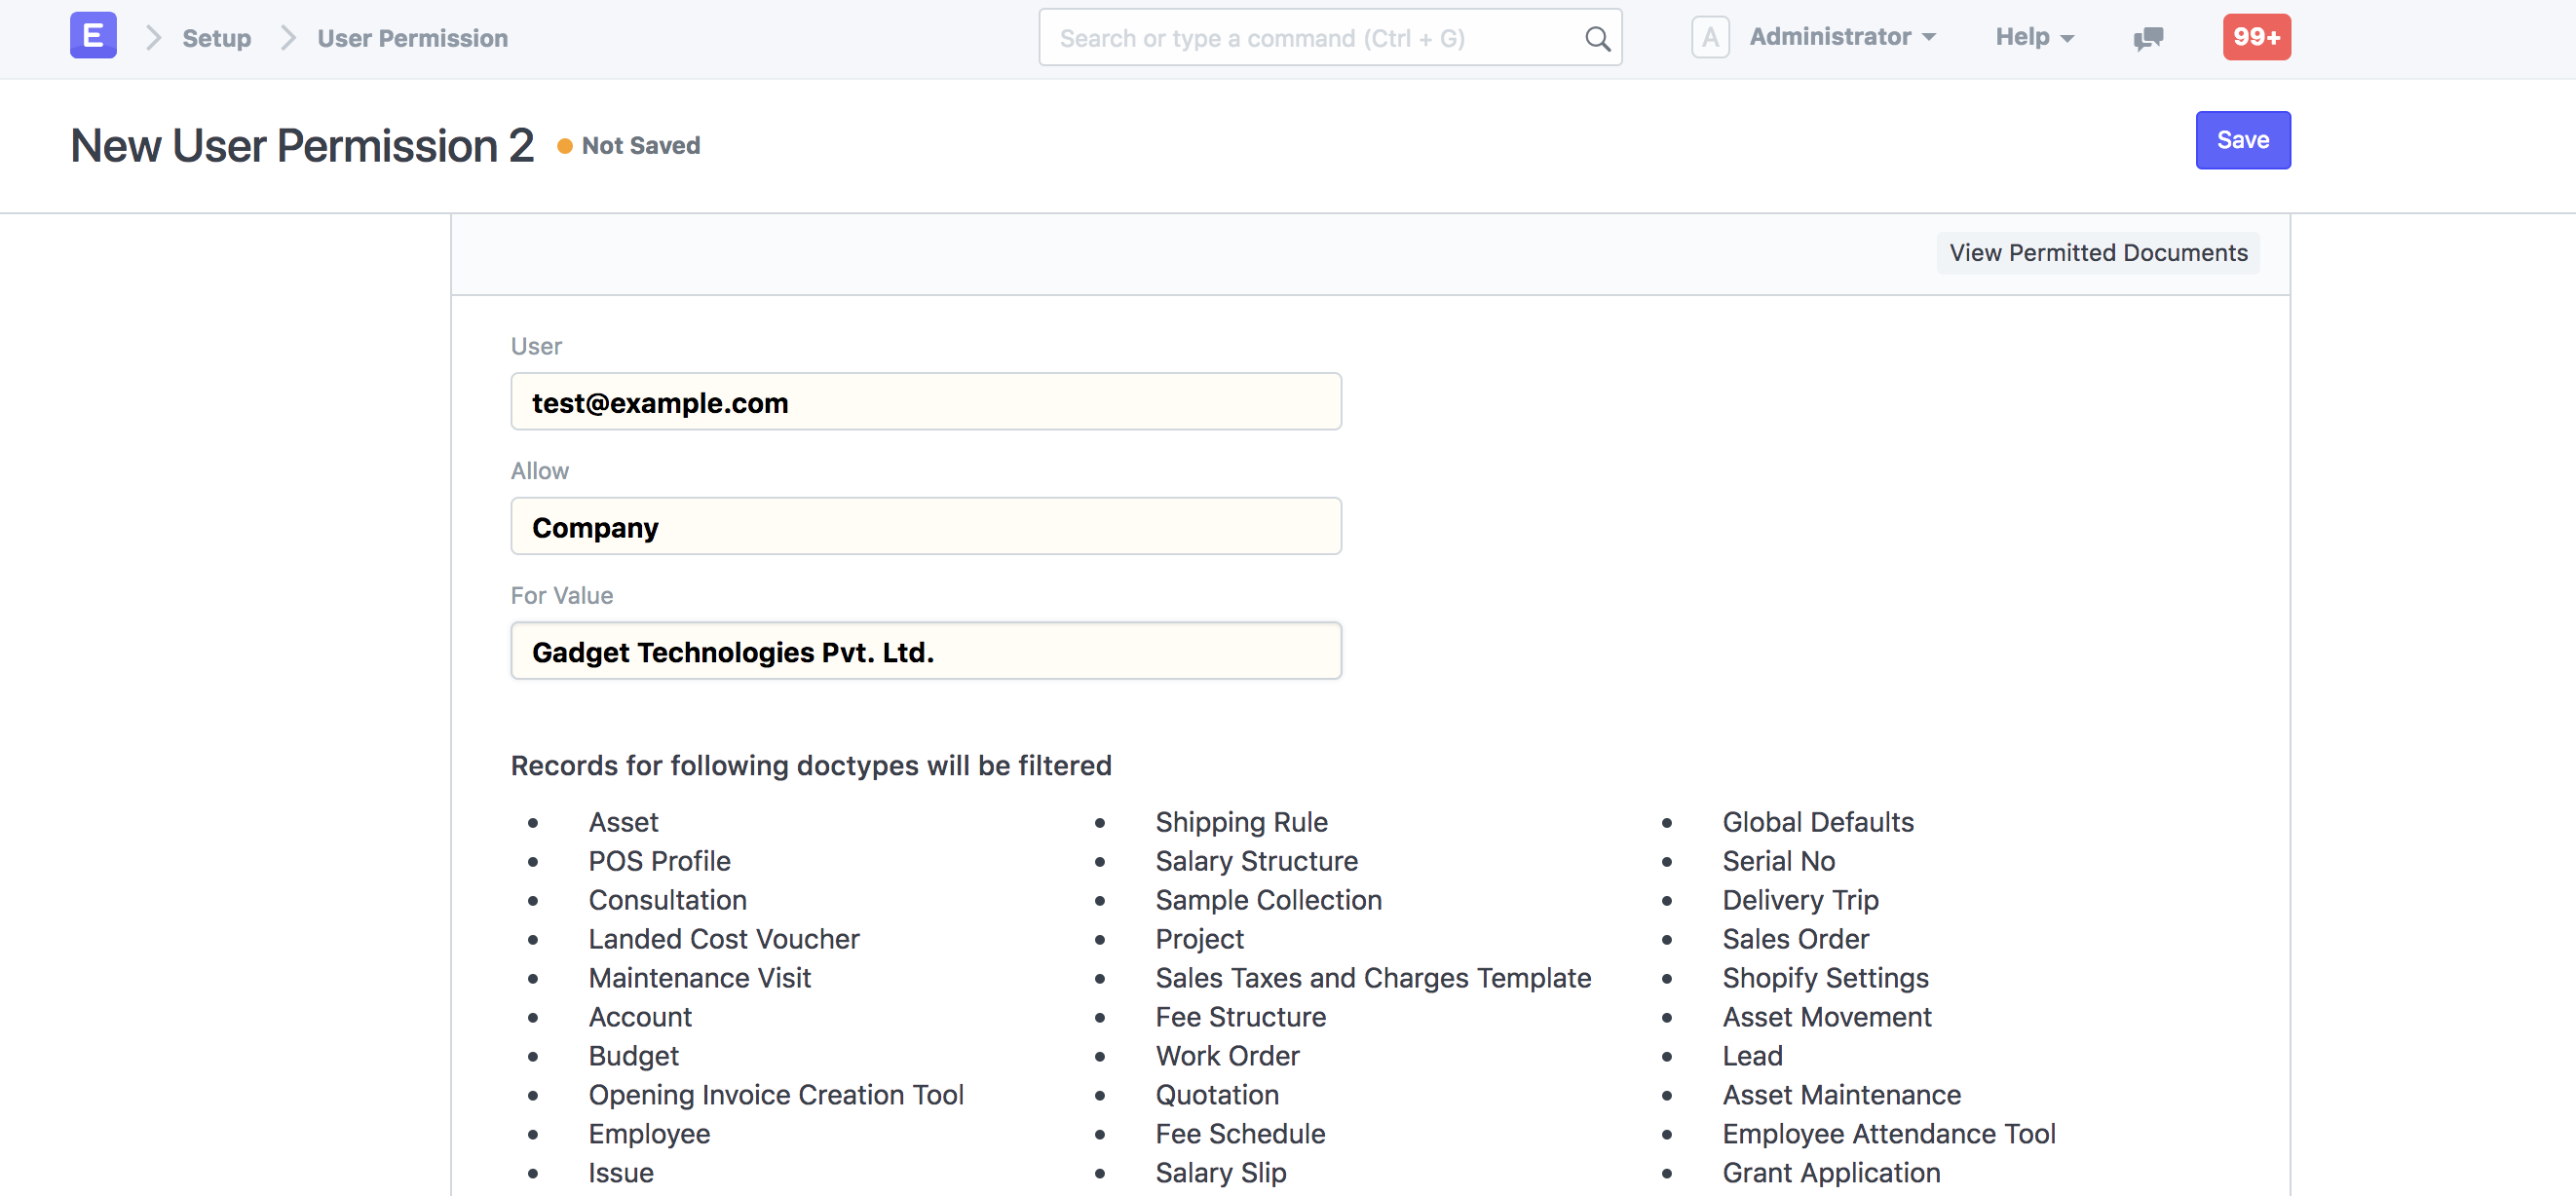 E Setup User Permission Search or type a command (Ctrl + G) A Administrator Help 99+
New User Permission 2 Not Saved Save
View Permitted Documents
User
test@example.com
Allow
Company
For Value
Gadget Technologies Pvt. Ltd.
Records for following doctypes will be filtered
Asset
POS Profile
Consultation
Landed Cost Voucher
Maintenance Visit
Account
Budget
Opening Invoice Creation Tool
Employee
Issue
Shipping Rule
Salary Structure
Sample Collection
Project
Sales Taxes and Charges Template
Fee Structure
Work Order
Quotation
Fee Schedule
Salary Slip
Global Defaults
Serial No
Delivery Trip
Sales Order
Shopify Settings
Asset Movement
Lead
Asset Maintenance
Employee Attendance Tool
Grant Application